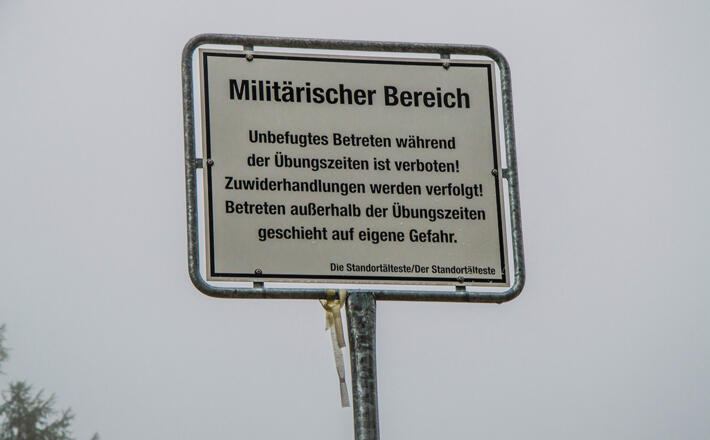 Militärischer Bereich
Unbefugtes Betreten während
der Übungszeiten ist verboten!
Zuwiderhandlungen werden verfolgt!
Betreten außerhalb der Übungszeiten
geschieht auf eigene Gefahr.
Die Standortälteste/Der Standortälteste